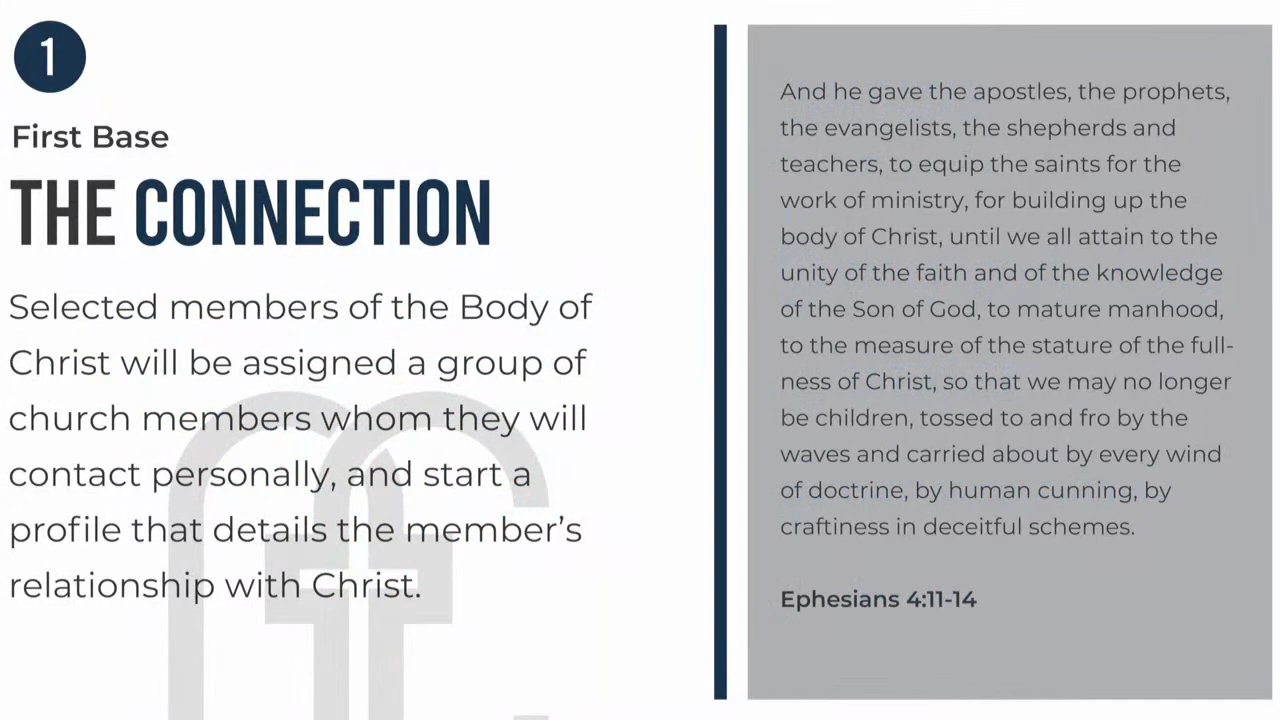 1
First Base
THE CONNECTION
Selected members of the Body of
Christ will be assigned a group of
church members whom they will
contact personally, and start a
profile that details the member’s
relationship with Christ.
And he gave the apostles, the prophets,
the evangelists, the shepherds and
teachers, to equip the saints for the
work of ministry, for building up the
body of Christ, until we all attain to the
unity of the faith and of the knowledge
of the Son of God, to mature manhood,
to the measure of the stature of the full-
ness of Christ, so that we may no longer
be children, tossed to and fro by the
waves and carried about by every wind
of doctrine, by human cunning, by
craftiness in deceitful schemes.
Ephesians 4:11-14